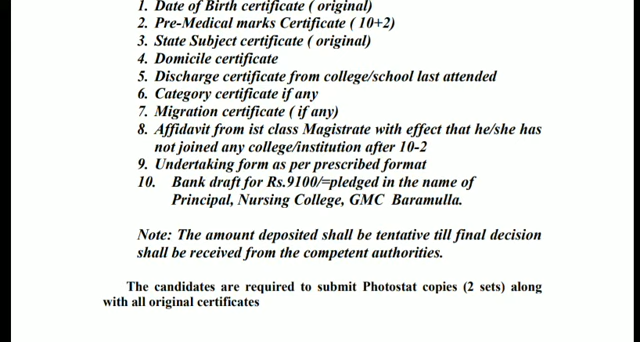 1. Date of Birth certificate ( original)
2. Pre-Medical marks Certificate ( 10+2)
3. State Subject certificate ( original)
4. Domicile certificate
5. Discharge certificate from college/school last attended
6. Category certificate if any
7. Migration certificate ( if any)
8. Affidavit from ist class Magistrate with effect that he/she has
not joined any college/institution after 10-2
9. Undertaking form as per prescribed format
10. Bank draft for Rs.9100/=pledged in the name of
Principal, Nursing College, GMC Baramulla.
Note: The amount deposited shall be tentative till final decision
shall be received from the competent authorities.
The candidates are required to submit Photostat copies (2 sets) along
with all original certificates